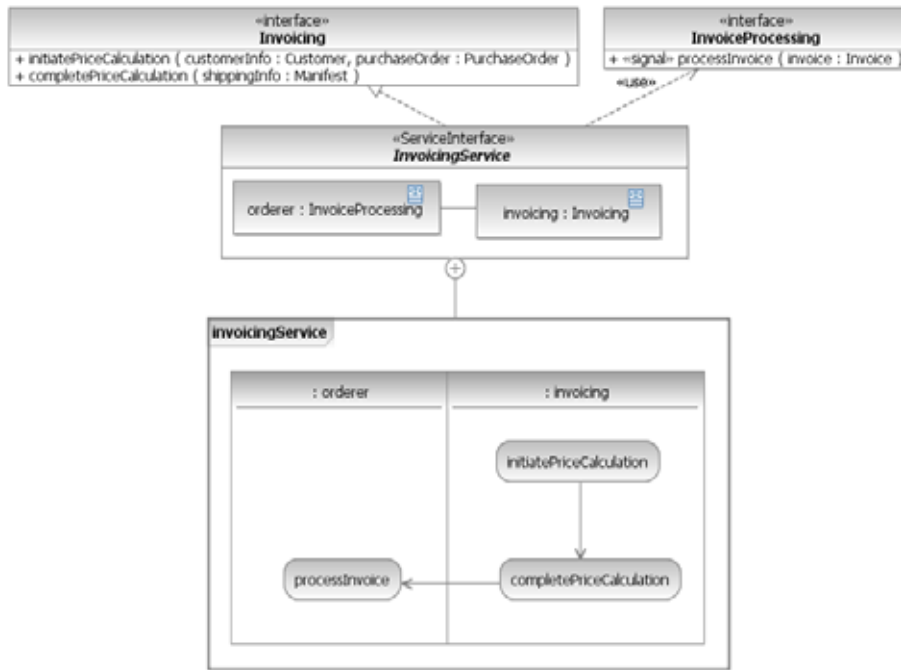 «interface»
Invoicing
+ initiatePriceCalculation ( customerInfo : Customer, purchaseOrder : PurchaseOrder )
+ completePriceCalculation ( shippingInfo : Manifest )
«interface»
InvoiceProcessing
+ «signal» processInvoice ( invoice : Invoice )
«use»
«ServiceInterface»
InvoicingService
orderer : InvoiceProcessing
invoicing : Invoicing
invoicingService
: orderer
: invoicing
initiatePriceCalculation
processInvoice
completePriceCalculation